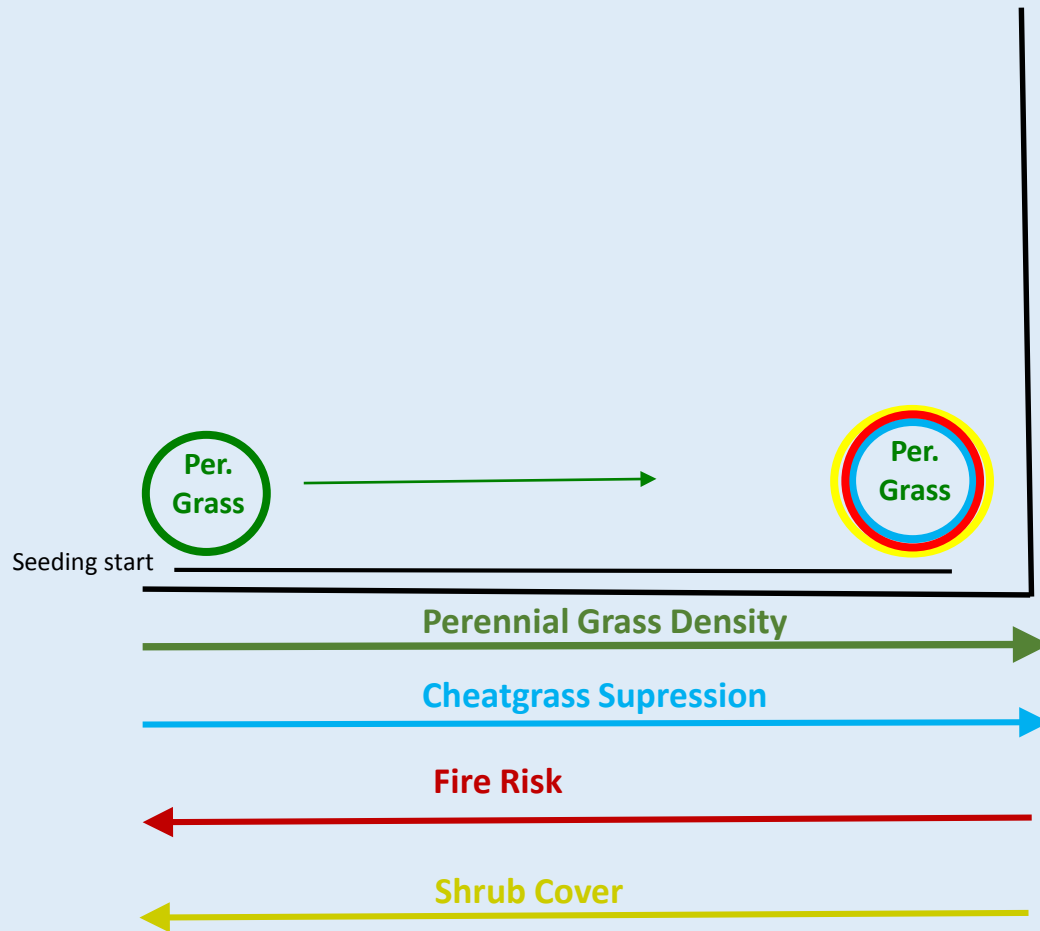 Per.
Grass
Per.
Grass
Seeding start
Perennial Grass Density
Cheatgrass Supression
Fire Risk
Shrub Cover